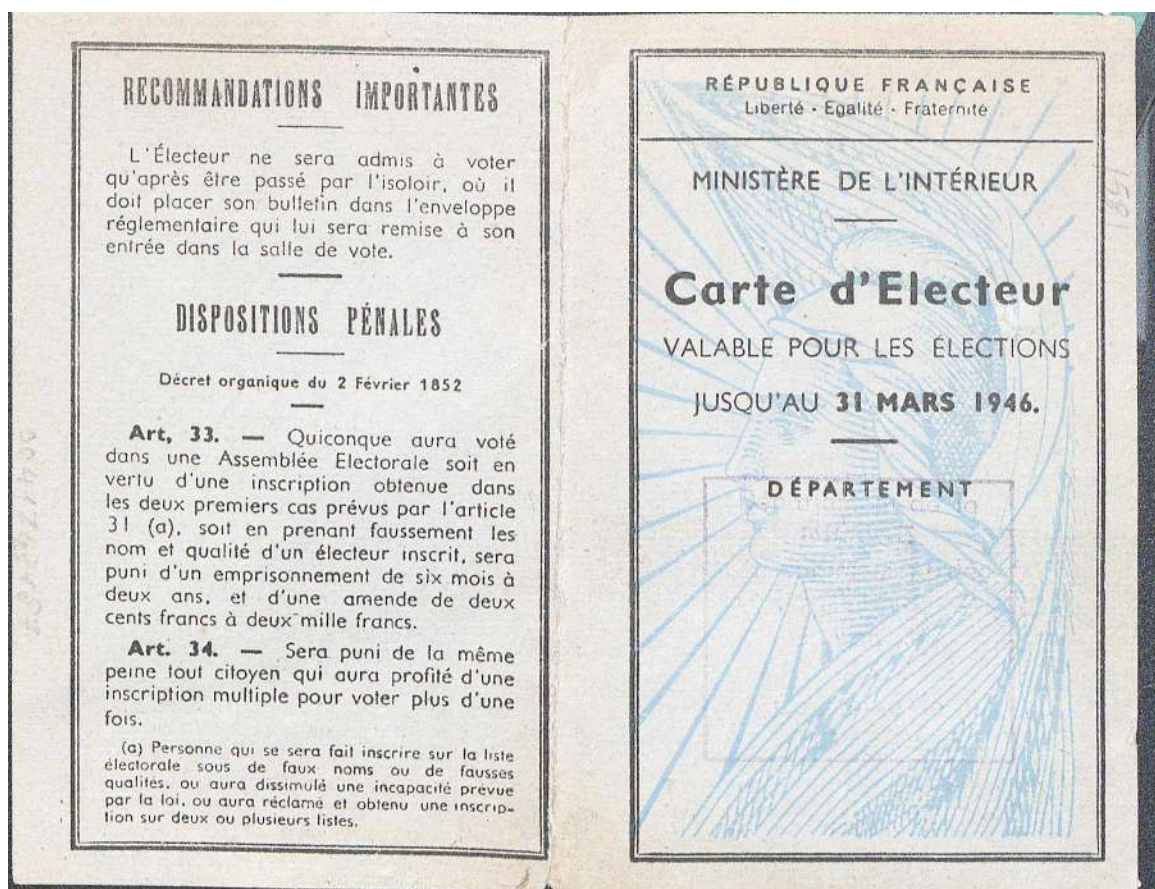 RECOMMANDATIONS IMPORTANTES
L'Électeur ne sera admis à voter
qu'après être passé par l'isoloir, où il
doit placer son bulletin dans l'enveloppe
réglementaire qui lui sera remise à son
entrée dans la salle de vote.
DISPOSITIONS PÉNALES
Décret organique du 2 Février 1852
Art, 33. — Quiconque aura voté
dans une Assemblée Electorale soit en
vertu d'une inscription obtenue dans
les deux premiers cas prévus par l'article
31 (a), soit en prenant faussement les
nom et qualité d'un électeur inscrit, sera
puni d'un emprisonnement de six mois à
deux ans, et d'une amende de deux
cents francs à deux mille francs.
Art. 34. — Sera puni de la même
peine tout citoyen qui aura profité d'une
inscription multiple pour voter plus d'une
fois.
(a) Personne qui se sera fait inscrire sur la liste
électorale sous de faux noms ou de fausses
qualités, ou aura dissimulé une incapacité prévue
par la loi, ou aura réclamé et obtenu une inscrip-
tion sur deux ou plusieurs listes.
RÉPUBLIQUE FRANÇAISE
Liberté - Egalité - Fraternité
MINISTÈRE DE L'INTÉRIEUR
Carte d'Electeur
VALABLE POUR LES ÉLECTIONS
JUSQU'AU 31 MARS 1946.
DÉPARTEMENT